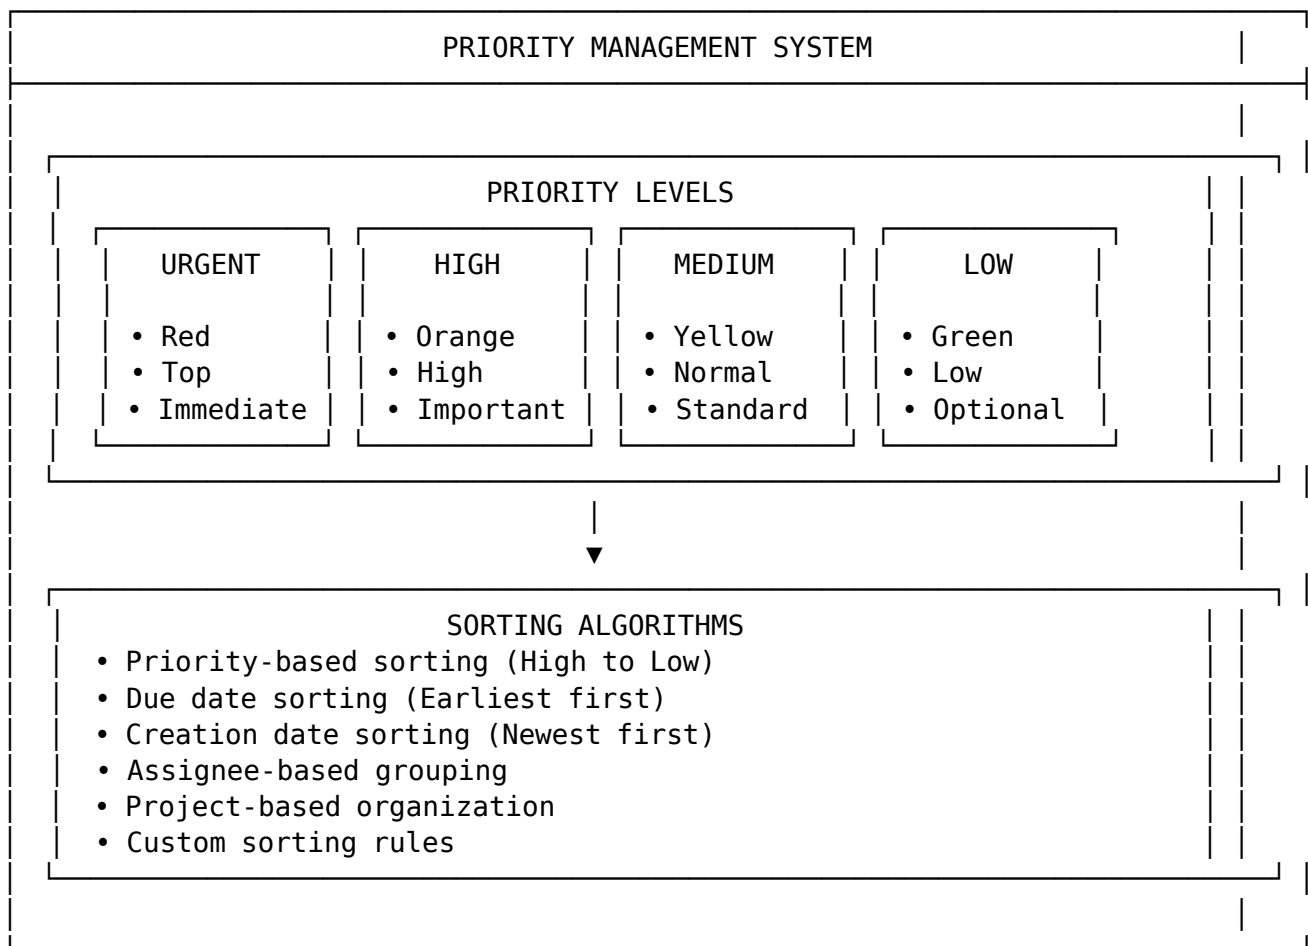 PRIORITY MANAGEMENT SYSTEM
PRIORITY LEVELS
URGENT HIGH MEDIUM LOW
• Red • Orange • Yellow • Green
• Top • High • Normal • Low
• Immediate • Important • Standard • Optional
SORTING ALGORITHMS
• Priority-based sorting (High to Low)
• Due date sorting (Earliest first)
• Creation date sorting (Newest first)
• Assignee-based grouping
• Project-based organization
• Custom sorting rules